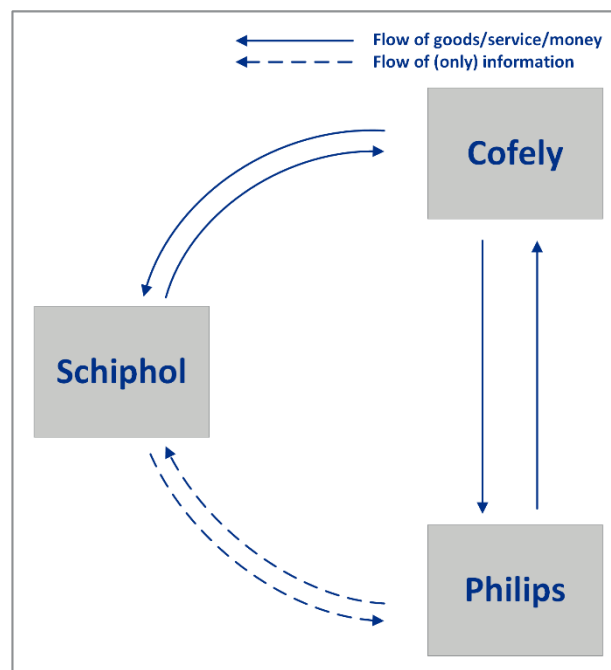 Flow of goods/service/money
Flow of (only) information
Cofely
Schiphol
Philips